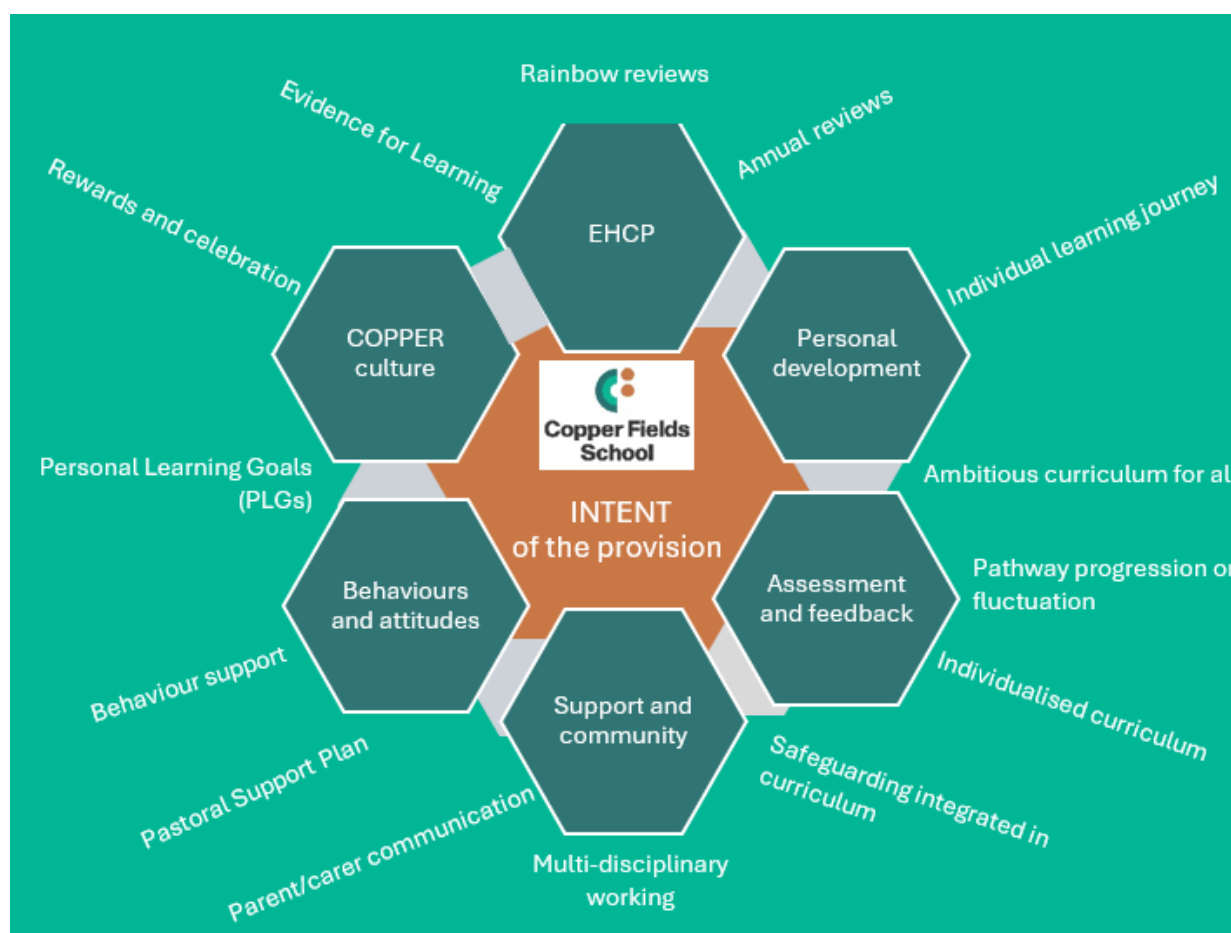 Rainbow reviews
Evidence for Learning
Annual reviews
Rewards and celebration
Individual learning journey
EHCP
COPPER
culture
Personal
development
Copper Fields
School
Personal Learning Goals
(PLGs)
Ambitious curriculum for al
INTENT
of the provision
Behaviours
and attitudes
Assessment
and feedback
Pathway progression or
fluctuation
Behaviour support
Individualised curriculum
Support and
community
Pastoral Support Plan
Safeguarding integrated in
curriculum
Parent/carer communication
Multi-disciplinary
working